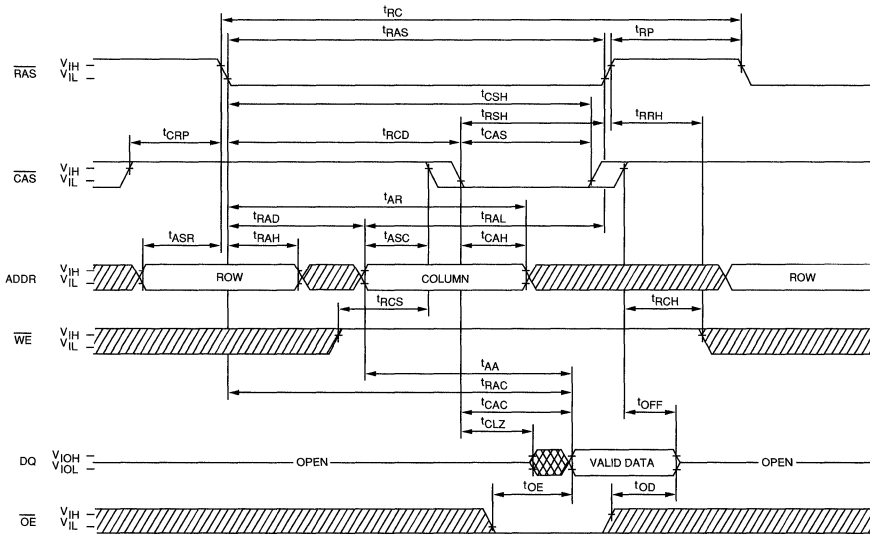 tRC
tRAS tRP
RAS VIH
VIL
tCSH
tRSH tRRH
tCRP tRCD tCAS
CAS VIH
VIL
tAR
tRAD tRAL
tASR tRAH tASC tCAH
ADDR VIH
VIL ROW COLUMN ROW
tRCS tRCH
WE VIH
VIL
tAA
tRAC
tCAC tOFF
tCLZ
DQ VIOH
VIOL OPEN VALID DATA OPEN
tOE tOD
OE VIH
VIL